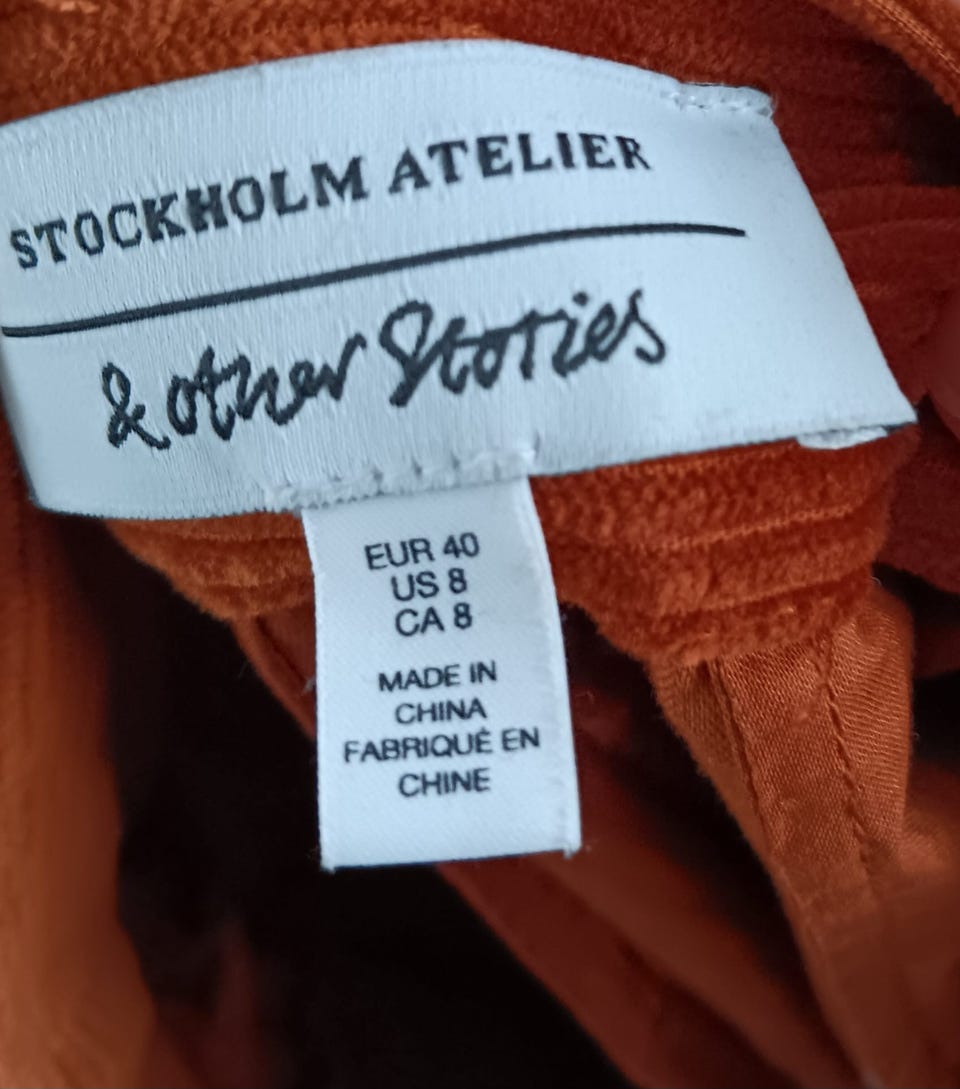 STOCKHOLM ATELIER
& other Stories
EUR 40
US 8
CA 8
MADE IN
CHINA
FABRIQUÉ EN
CHINE